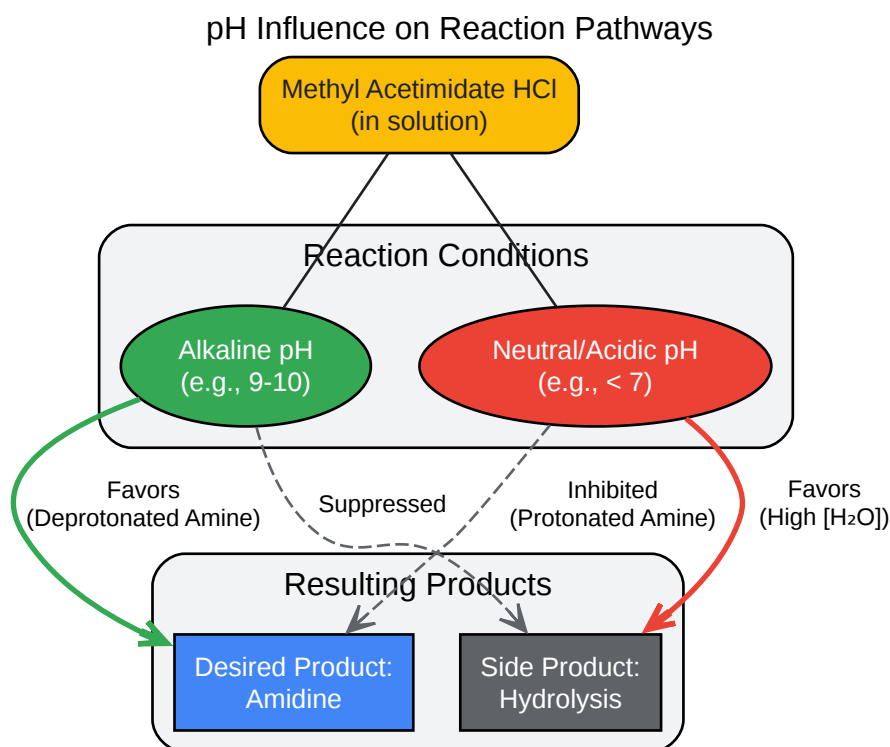 pH Influence on Reaction Pathways
Methyl Acetimidate HCl
(in solution)
Reaction Conditions
Alkaline pH
(e.g., 9-10)
Neutral/Acidic pH
(e.g., < 7)
Favors
(Deprotonated Amine)
Suppressed
Inhibited
(Protonated Amine)
Favors
(High [H₂O])
Resulting Products
Desired Product:
Amidine
Side Product:
Hydrolysis